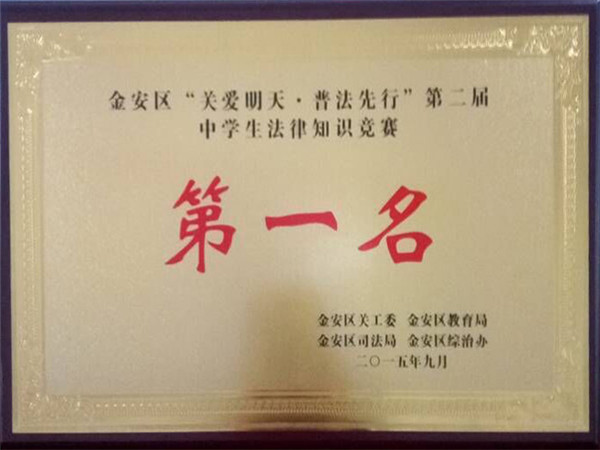 金安区“关爱明天·普法先行”第二届
中学生法律知识竞赛
第一名
金安区关工委 金安区教育局
金安区司法局 金安区综治办
二〇一五年九月